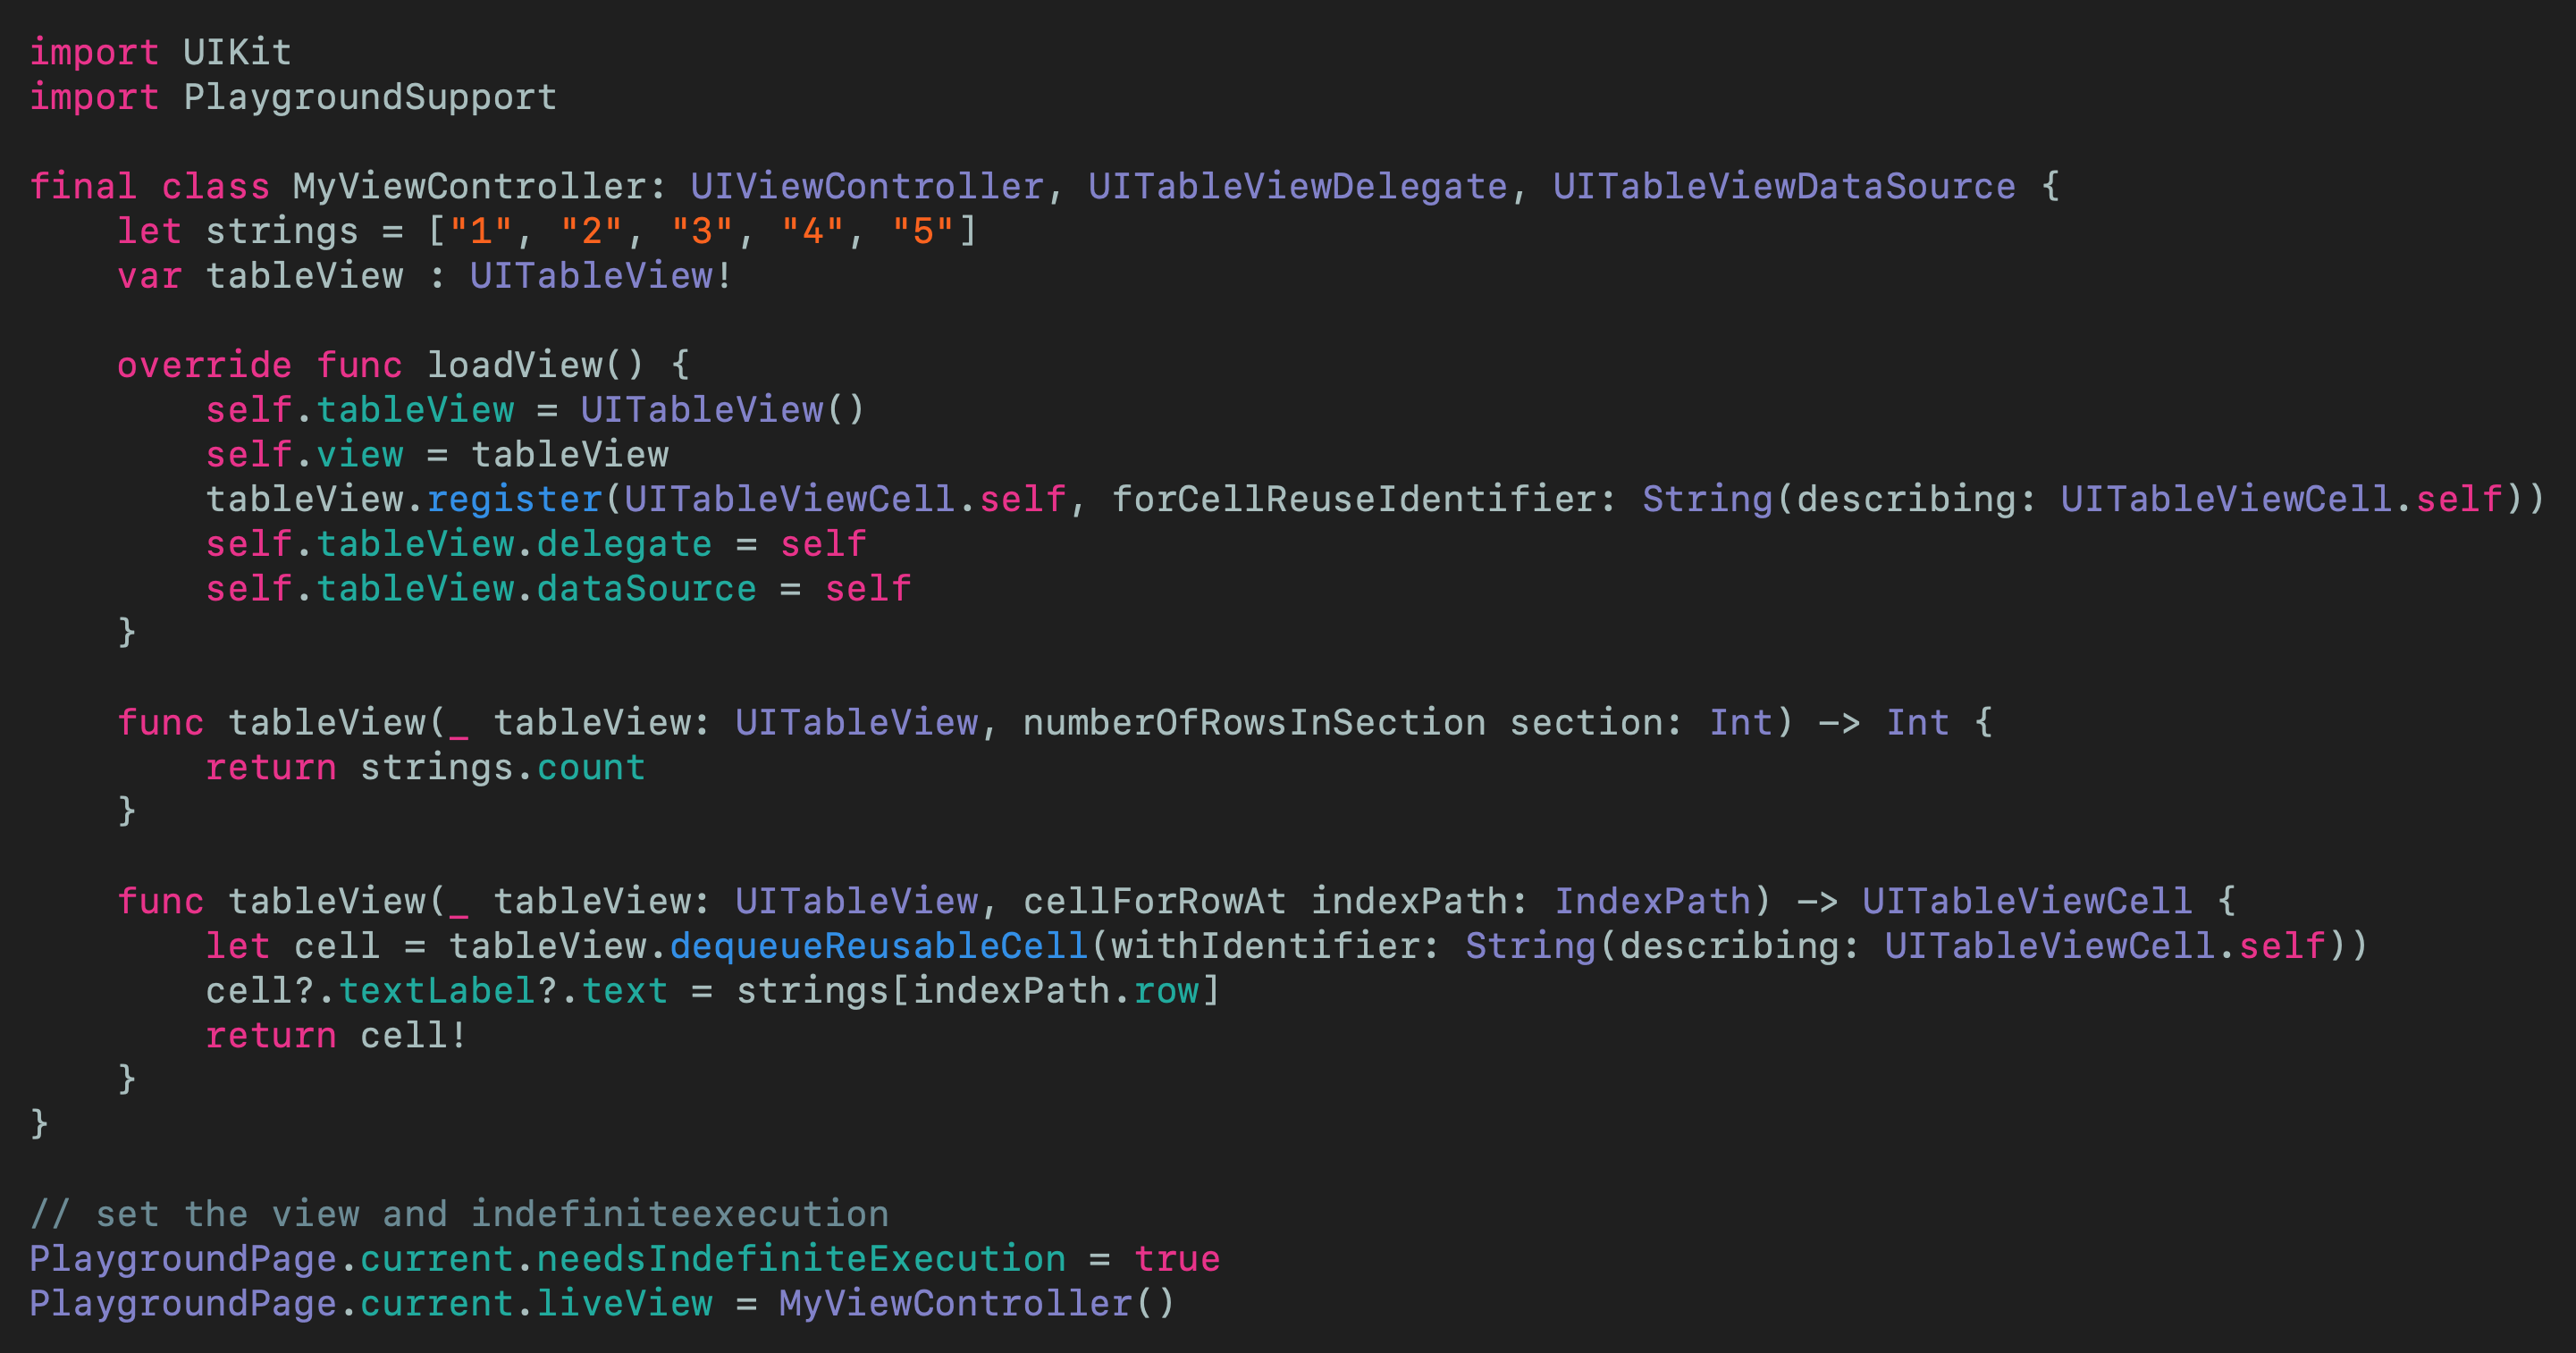 import UIKit
import PlaygroundSupport
final class MyViewController: UIViewController, UITableViewDelegate, UITableViewDataSource {
let strings = ["1", "2", "3", "4", "5"]
var tableView : UITableView!
override func loadView() {
self.tableView = UITableView()
self.view = tableView
tableView.register(UITableViewCell.self, forCellReuseIdentifier: String(describing: UITableViewCell.self))
self.tableView.delegate = self
self.tableView.dataSource = self
}
func tableView(_ tableView: UITableView, numberOfRowsInSection section: Int) -> Int {
return strings.count
}
func tableView(_ tableView: UITableView, cellForRowAt indexPath: IndexPath) -> UITableViewCell {
let cell = tableView.dequeueReusableCell(withIdentifier: String(describing: UITableViewCell.self))
cell?.textLabel?.text = strings[indexPath.row]
return cell!
}
}
// set the view and indefiniteexecution
PlaygroundPage.current.needsIndefiniteExecution = true
PlaygroundPage.current.liveView = MyViewController()